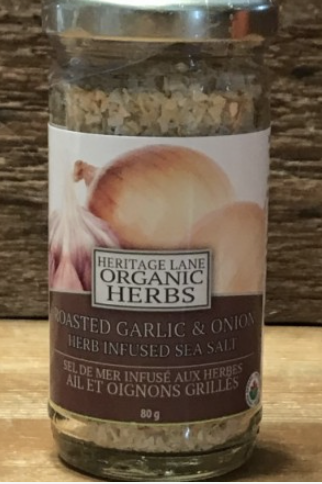 HERITAGE LANE
ORGANIC
HERBS
ROASTED GARLIC & ONION
HERB INFUSED SEA SALT
SEL DE MER INFUSÉ AUX HERBES
AIL ET OIGNONS GRILLÉS
80 g